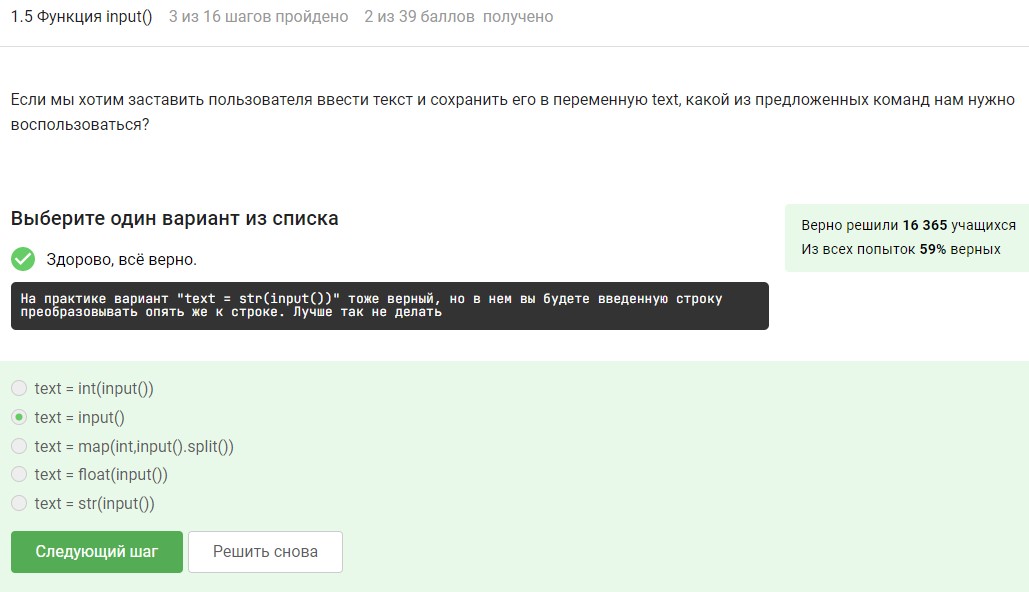 1.5 Функция input() 3 из 16 шагов пройдено 2 из 39 баллов получено
Если мы хотим заставить пользователя ввести текст и сохранить его в переменную text, какой из предложенных команд нам нужно
воспользоваться?
Выберите один вариант из списка
Верно решили 16 365 учащихся
Из всех попыток 59% верных
Здорово, всё верно.
На практике вариант "text = str(input())" тоже верный, но в нем вы будете введенную строку
преобразовывать опять же к строке. Лучше так не делать
text = int(input())
text = input()
text = map(int,input().split())
text = float(input())
text = str(input())
Следующий шаг Решить снова